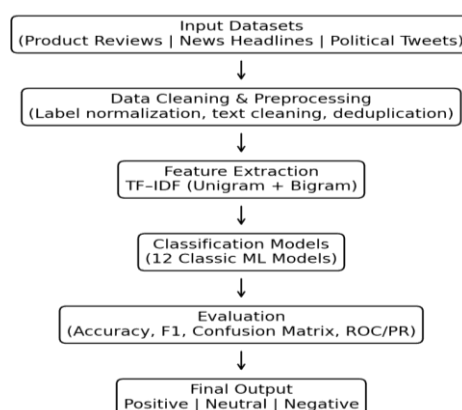 Input Datasets
(Product Reviews | News Headlines | Political Tweets)
Data Cleaning & Preprocessing
(Label normalization, text cleaning, deduplication)
Feature Extraction
TF–IDF (Unigram + Bigram)
Classification Models
(12 Classic ML Models)
Evaluation
(Accuracy, F1, Confusion Matrix, ROC/PR)
Final Output
Positive | Neutral | Negative